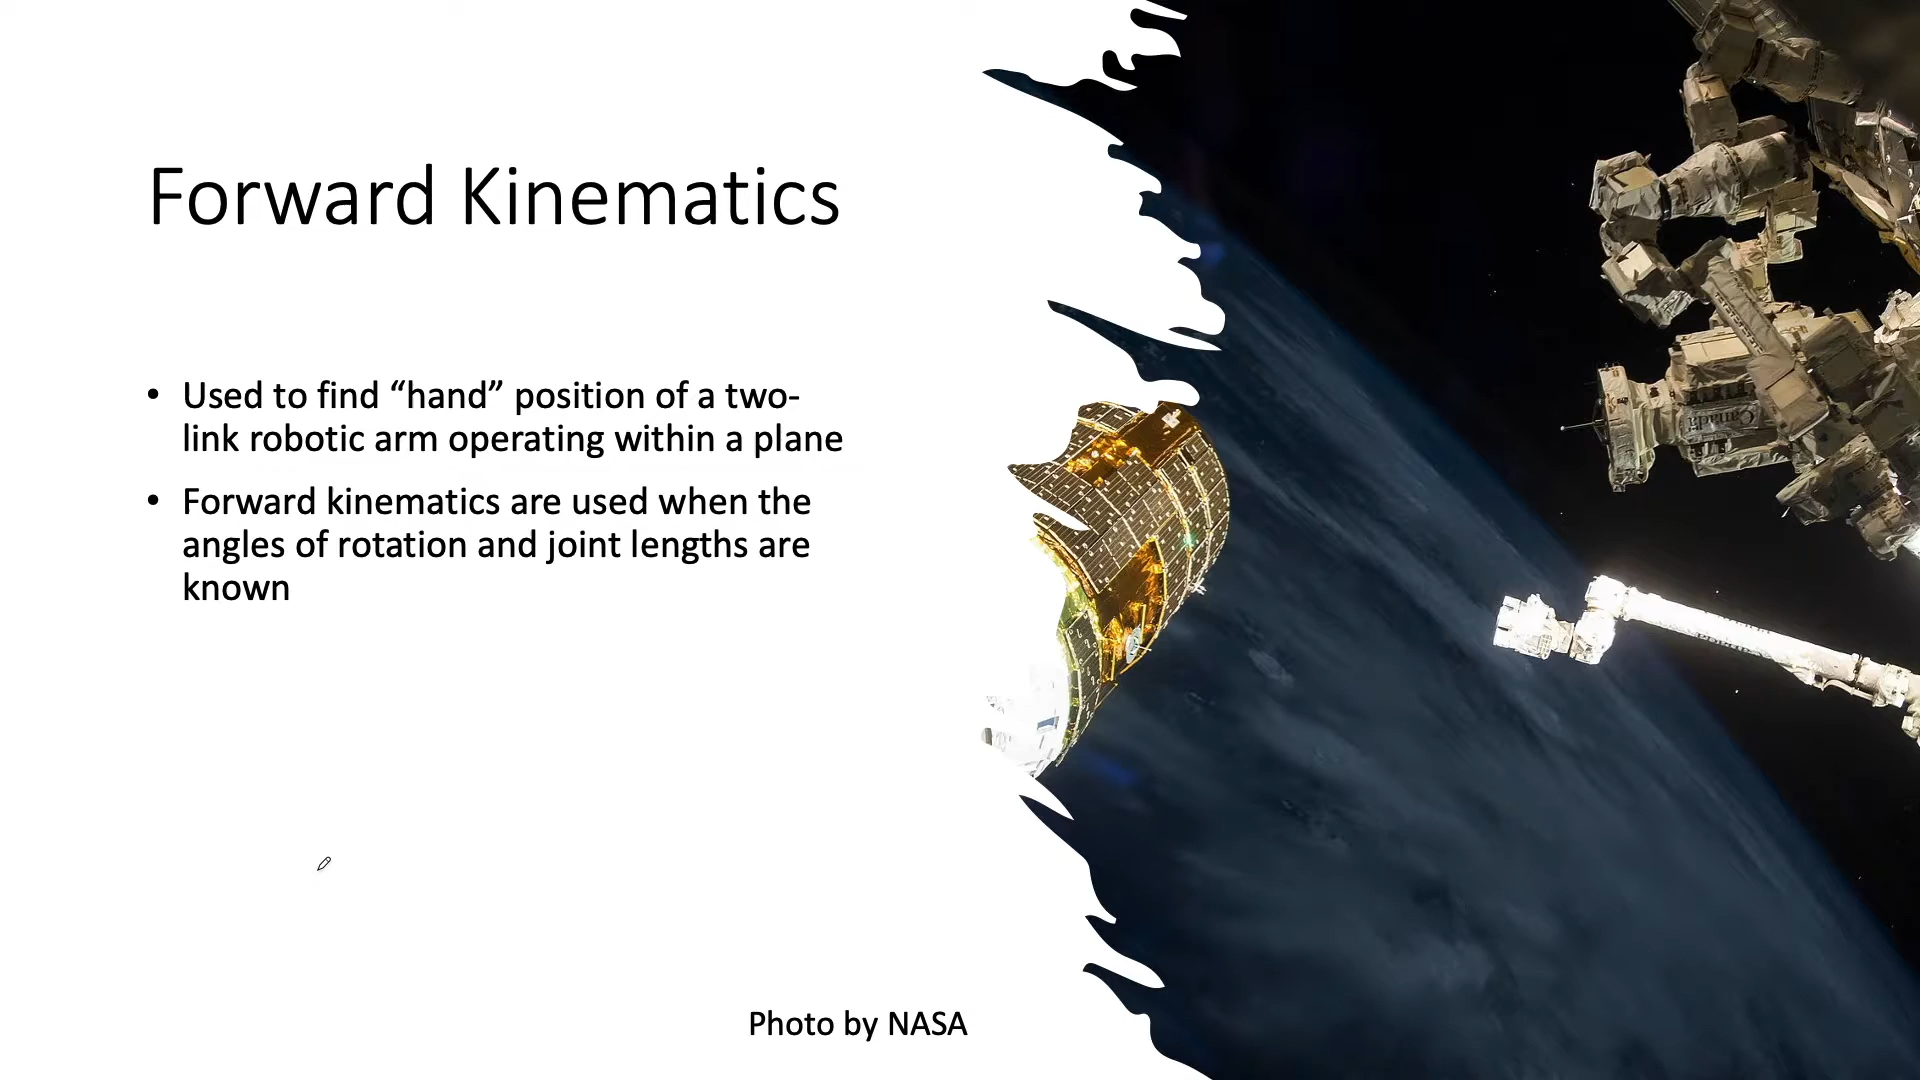 Forward Kinematics
• Used to find “hand” position of a two-
link robotic arm operating within a plane
• Forward kinematics are used when the
angles of rotation and joint lengths are
known
Canada
Photo by NASA